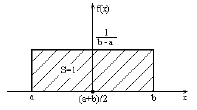 f(x)
1
b - a
S=1
a (a+b)/2 b x